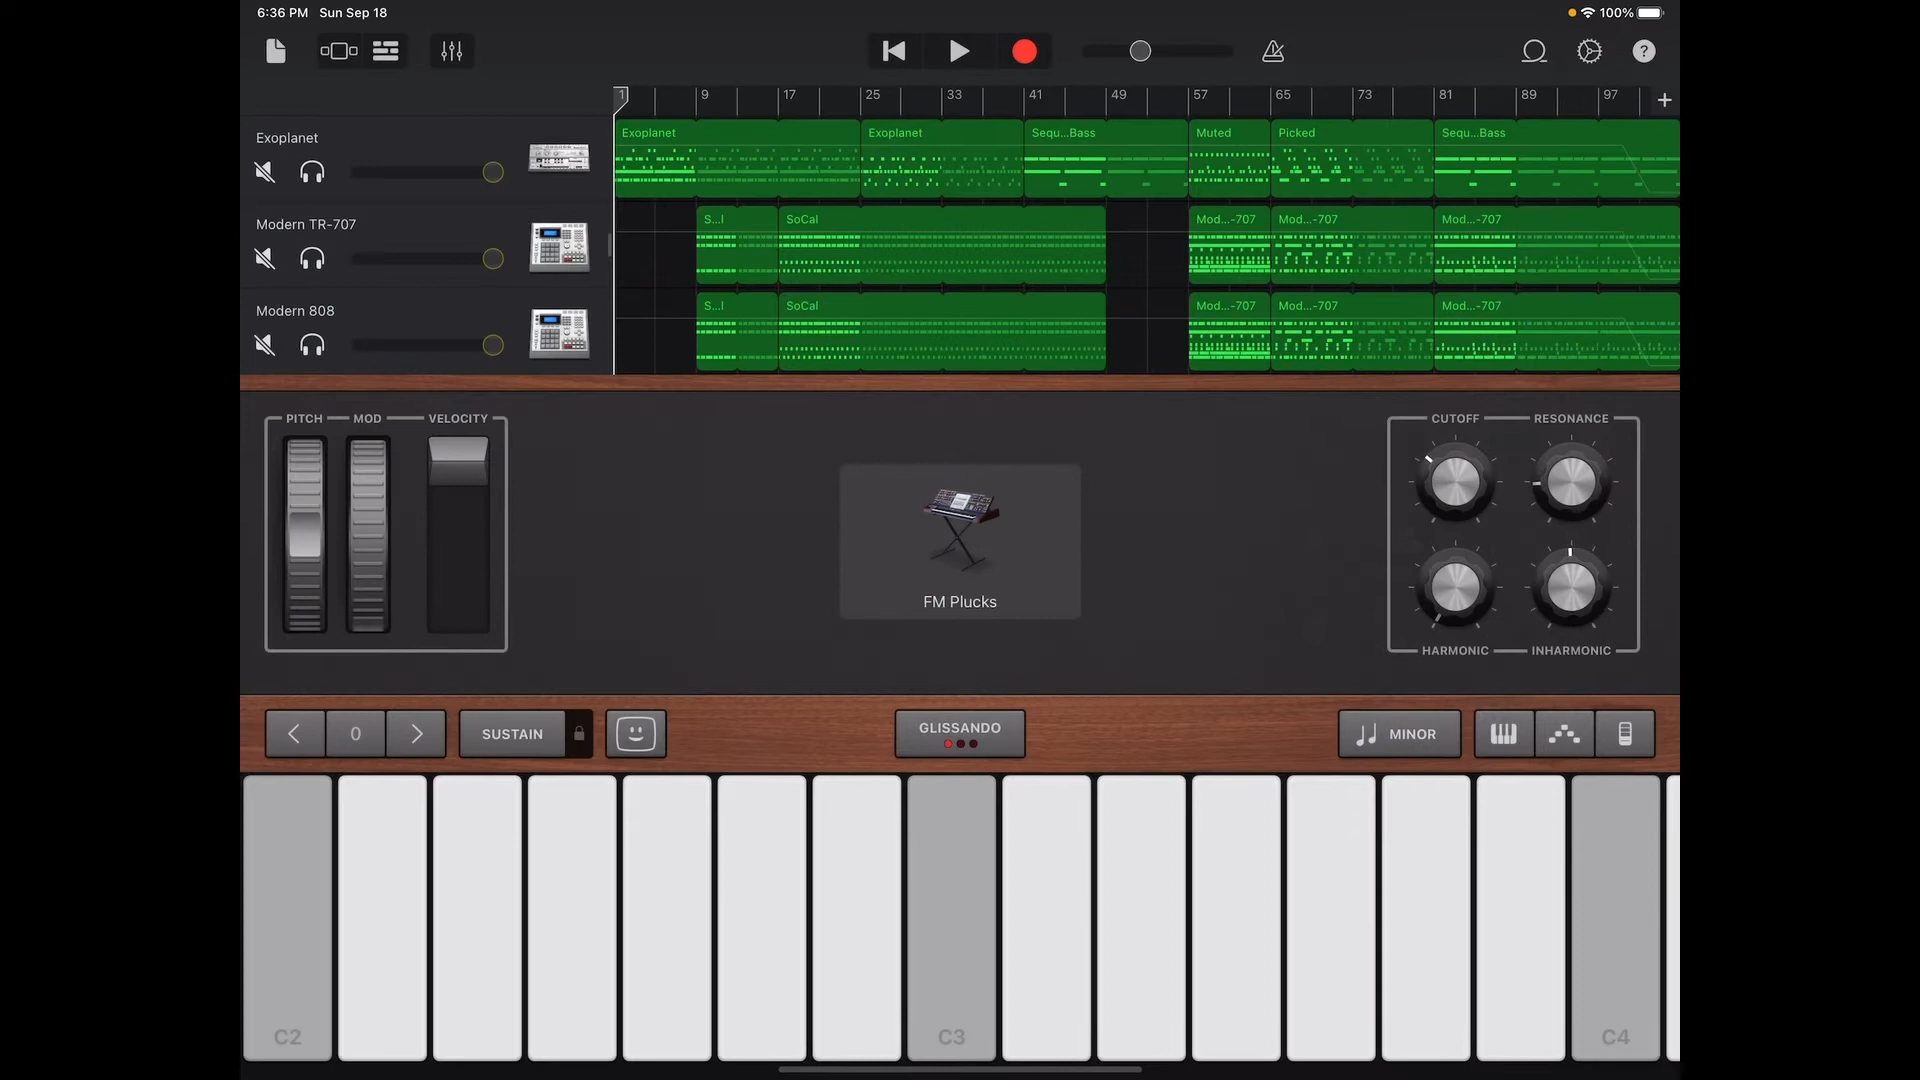 6:36 PM Sun Sep 18 100%
?
1 9 17 25 33 41 49 57 65 73 81 89 97 +
Exoplanet
Exoplanet Exoplanet Sequ...Bass Muted Picked Sequ...Bass
Modern TR-707
S...l SoCal Mod...-707 Mod...-707 Mod...-707
Modern 808
S...l SoCal Mod...-707 Mod...-707 Mod...-707
PITCH MOD VELOCITY
CUTOFF RESONANCE
FM Plucks
HARMONIC INHARMONIC
0 SUSTAIN GLISSANDO MINOR
C2 C3 C4